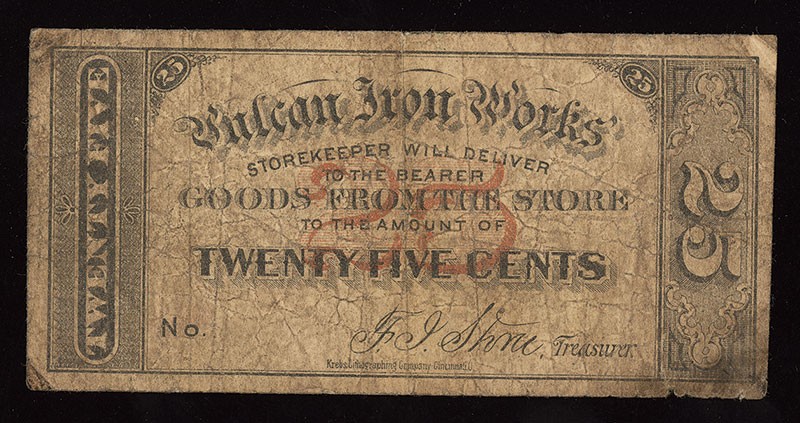 TWENTY FIVE
25
25
Vulcan Iron Works
STOREKEEPER WILL DELIVER
TO THE BEARER
GOODS FROM THE STORE
TO THE AMOUNT OF
25
TWENTY FIVE CENTS
No.
Treasurer.
Krebs Lithographing Company Cincinnati, O.
25